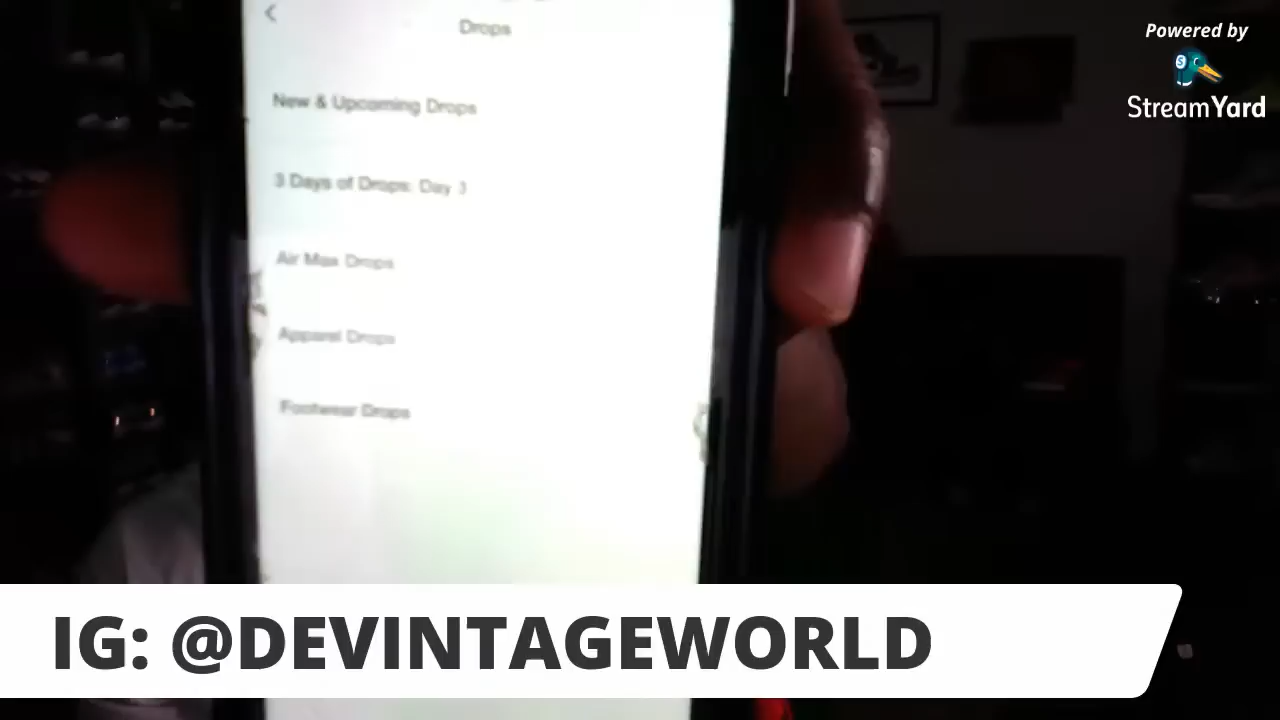 Powered by
StreamYard
Drops
New & Upcoming Drops
3 Days of Drops: Day
Air Max Drops
Apparel Drops
Footwear Drops
IG: @DEVINTAGEWORLD